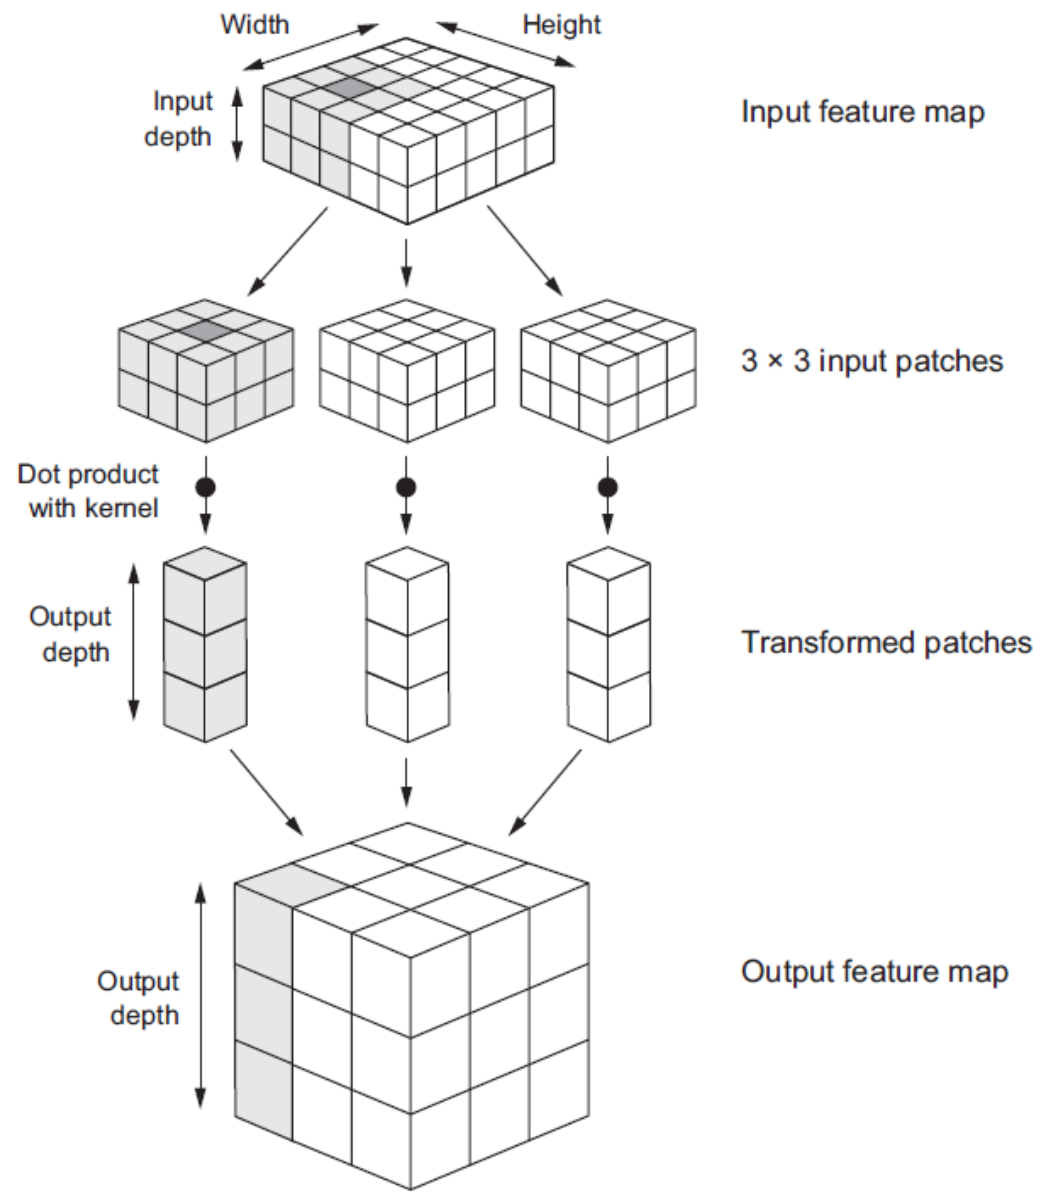 Width
Height
Input
depth
Input feature map
3 × 3 input patches
Dot product
with kernel
Output
depth
Transformed patches
Output
depth
Output feature map